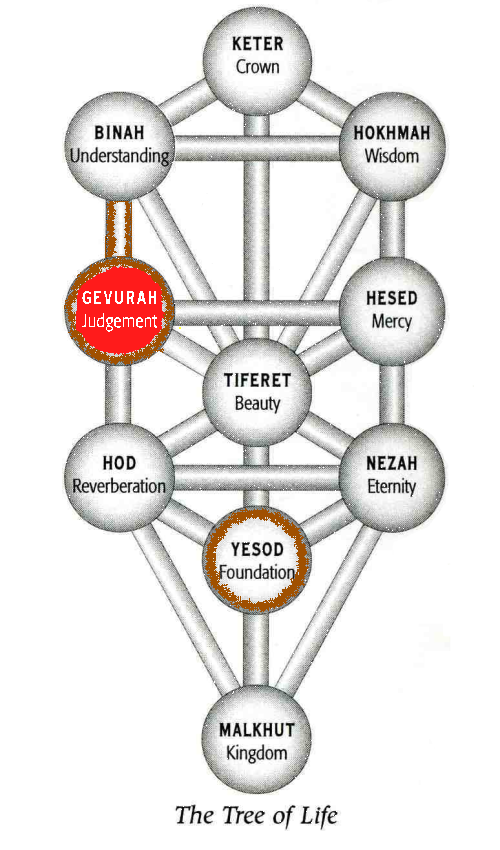 KETER
Crown
BINAH
Understanding
HOKHMAH
Wisdom
GEVURAH
Judgement
HESED
Mercy
TIFERET
Beauty
HOD
Reverberation
NEZAH
Eternity
YESOD
Foundation
MALKHUT
Kingdom
The Tree of Life